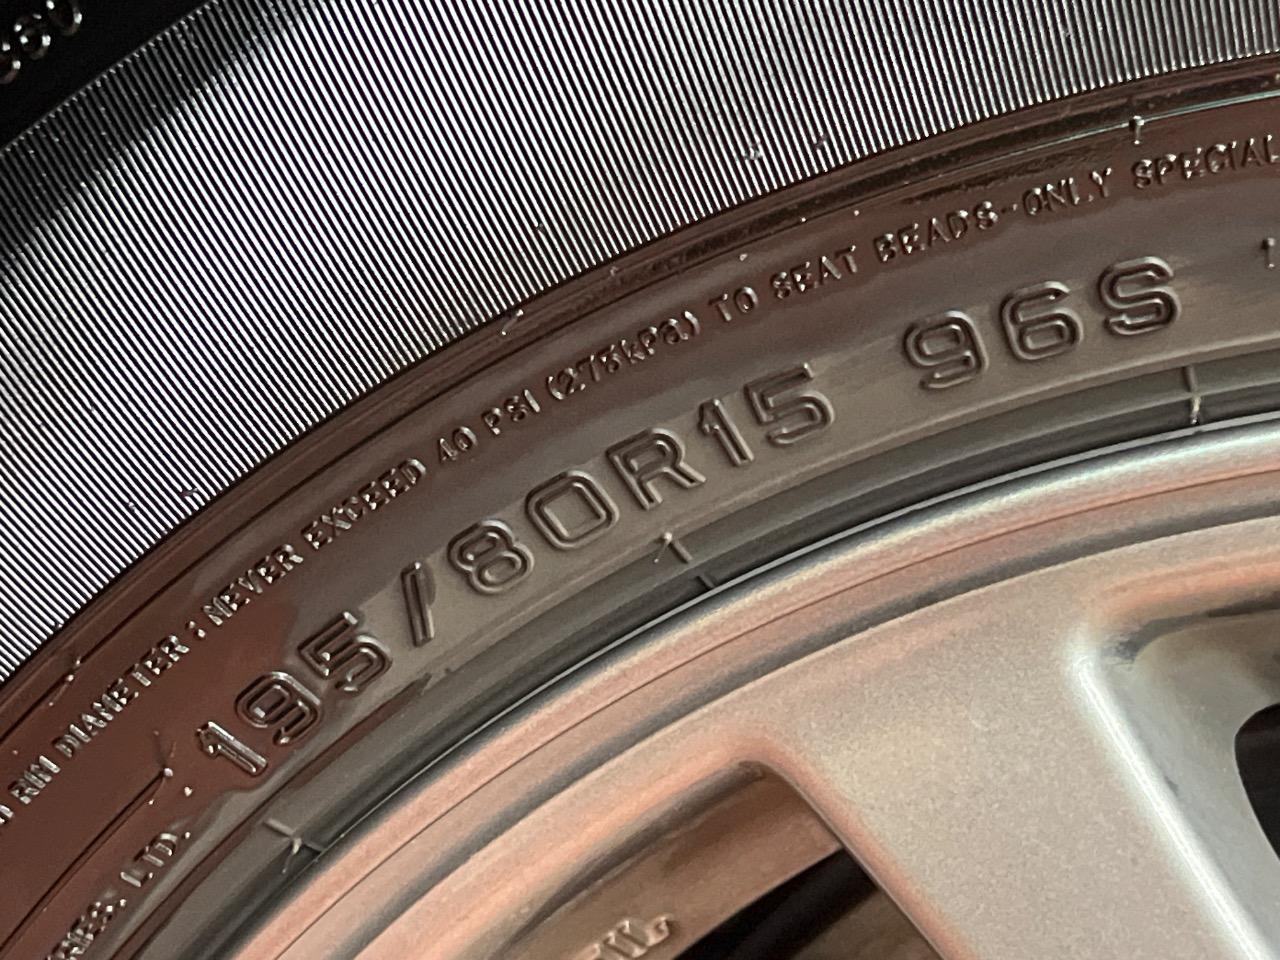 RIM DIAMETER : NEVER EXCEED 40 PSI (275kPa) TO SEAT BEADS-ONLY SPECIAL
195/80R15 96S
LTD.